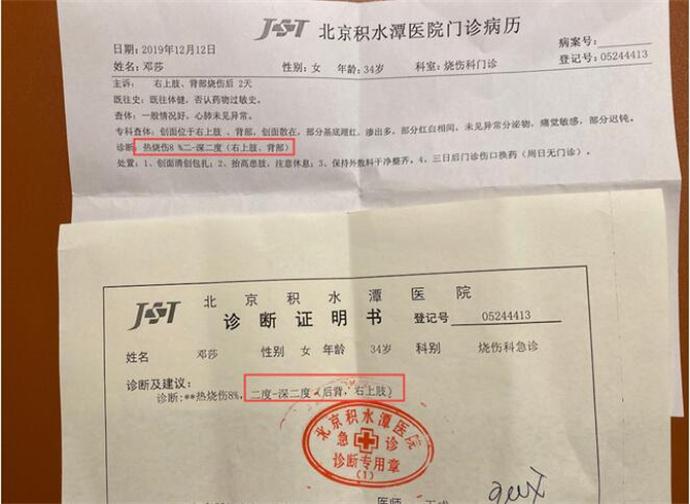 JST 北京积水潭医院门诊病历
日期：2019年12月12日 病案号：
登记号：05244413
姓名：邓莎 性别：女 年龄：34岁 科室：烧伤科门诊
主诉： 右上肢、背部烧伤后 2天
既往史：既往体健，否认药物过敏史。
查体：一般情况好，心肺未见异常。
专科查体：创面位于右上肢、背部，创面散在，部分基底潮红，渗出多，部分红白相间，未见异常分泌物，痛觉敏感，部分迟钝。
诊断：热烧伤8 %二-深二度（右上肢、背部）
处置：1、创面清创包扎；2、抬高患肢，注意休息；3、保持外敷料干净整齐。4、三日后门诊伤口换药（周日无门诊）。
JST 北京积水潭医院
诊断证明书 登记号 05244413
姓名 邓莎 性别 女 年龄 34岁 科别 烧伤科急诊
诊断及建议：
诊断:**热烧伤8%，二度-深二度（后背，右上肢）
北京积水潭医院
急诊
诊断专用章
(1)
医师